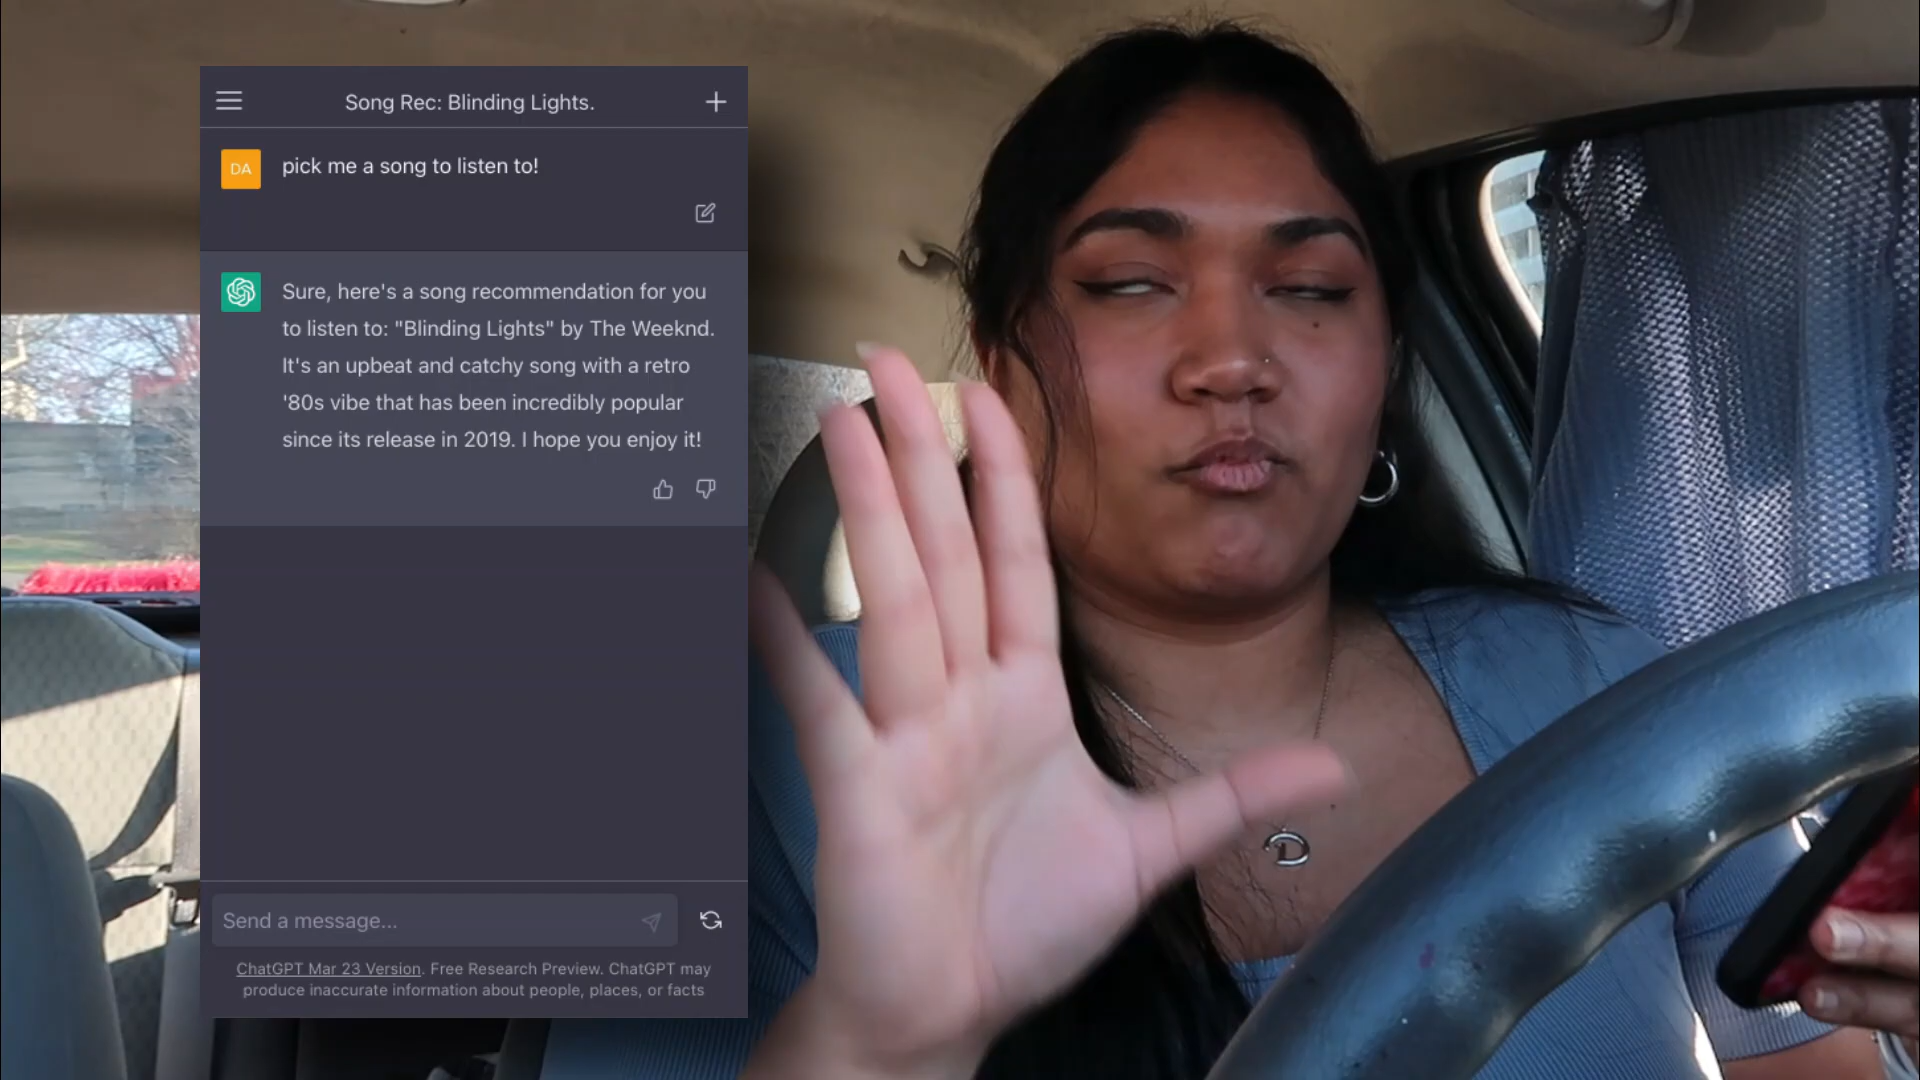 Song Rec: Blinding Lights.
DA
pick me a song to listen to!
Sure, here's a song recommendation for you
to listen to: "Blinding Lights" by The Weeknd.
It's an upbeat and catchy song with a retro
'80s vibe that has been incredibly popular
since its release in 2019. I hope you enjoy it!
Send a message...
ChatGPT Mar 23 Version. Free Research Preview. ChatGPT may
produce inaccurate information about people, places, or facts
D